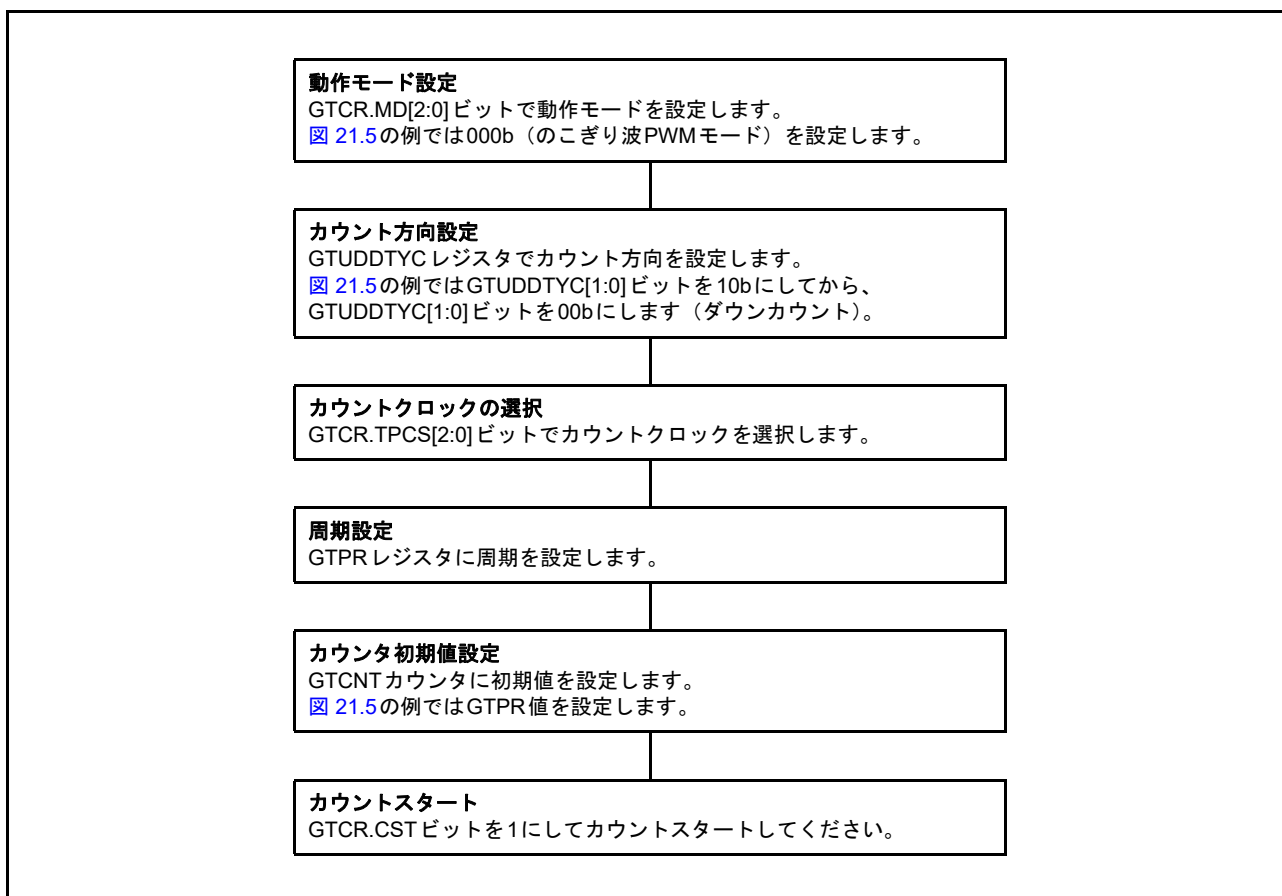 動作モード設定
GTCR.MD[2:0]ビットで動作モードを設定します。
図 21.5の例では000b（のこぎり波PWMモード）を設定します。
カウント方向設定
GTUDDTYCレジスタでカウント方向を設定します。
図 21.5の例ではGTUDDTYC[1:0]ビットを10bにしてから、
GTUDDTYC[1:0]ビットを00bにします（ダウンカウント）。
カウントクロックの選択
GTCR.TPCS[2:0]ビットでカウントクロックを選択します。
周期設定
GTPRレジスタに周期を設定します。
カウンタ初期値設定
GTCNTカウンタに初期値を設定します。
図 21.5の例ではGTPR値を設定します。
カウントスタート
GTCR.CSTビットを1にしてカウントスタートしてください。